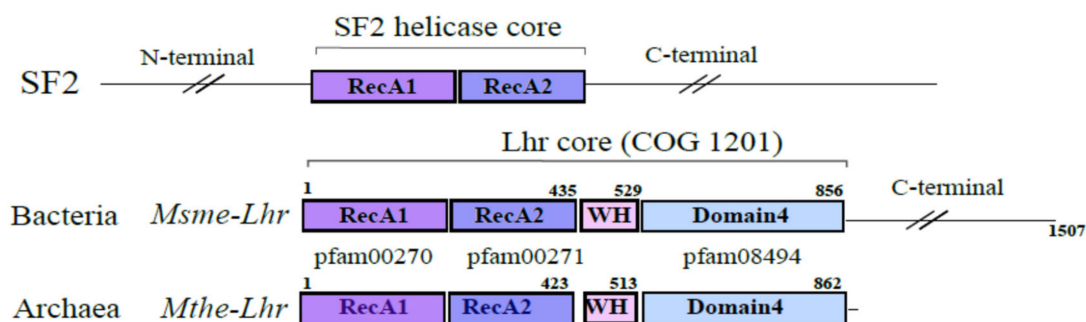 SF2 helicase core
N-terminal C-terminal
SF2 RecA1 RecA2
Lhr core (COG 1201)
1 435 529 856 C-terminal
Bacteria Msme-Lhr RecA1 RecA2 WH Domain4
1507
pfam00270 pfam00271 pfam08494
1 423 513 862
Archaea Mthe-Lhr RecA1 RecA2 WH Domain4